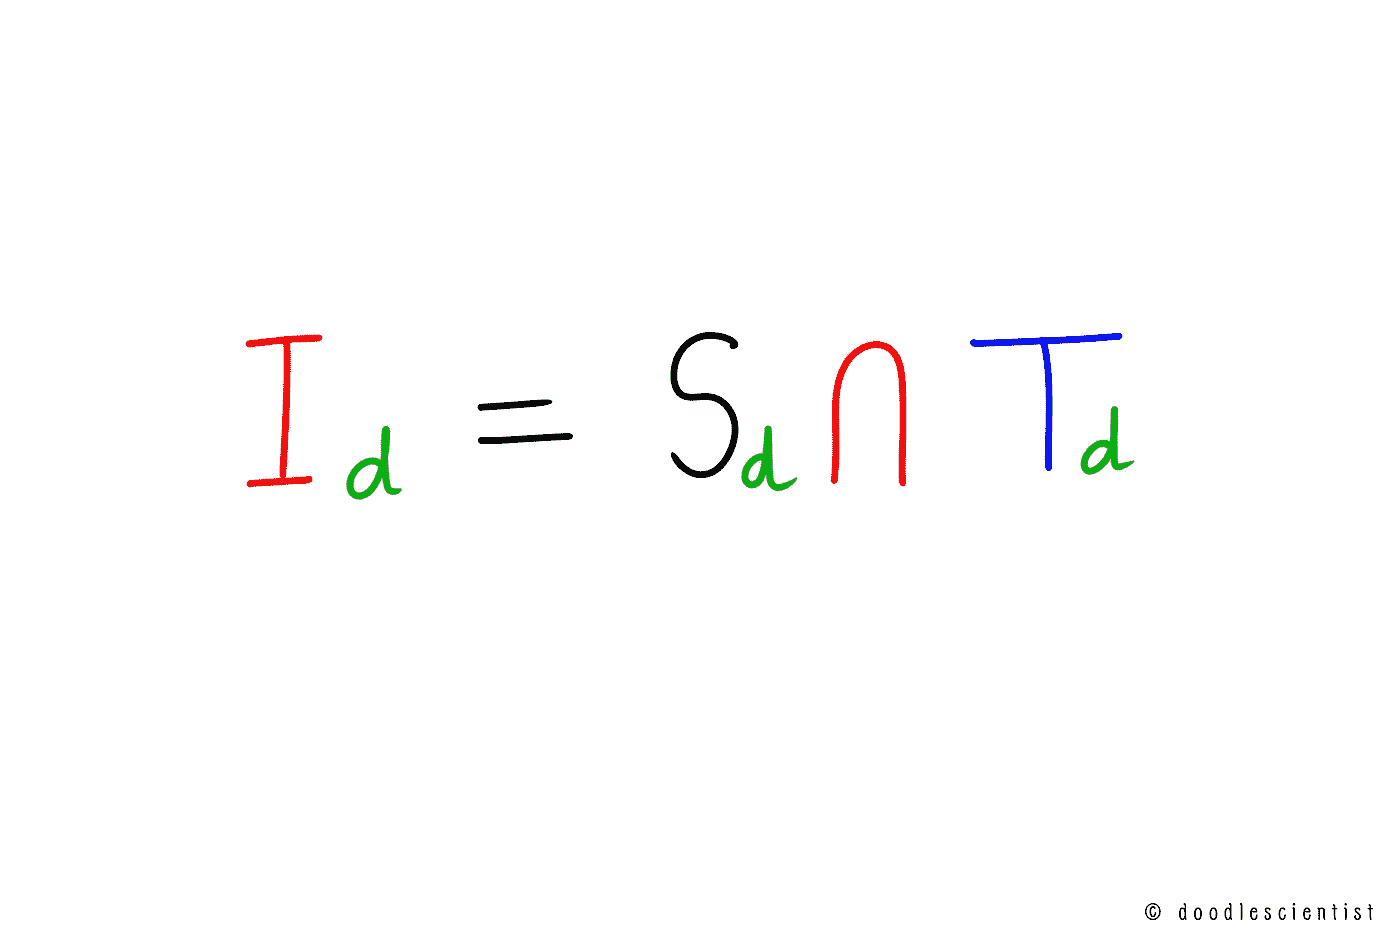 I_d = S_d ∩ T_d
© doodlescientist